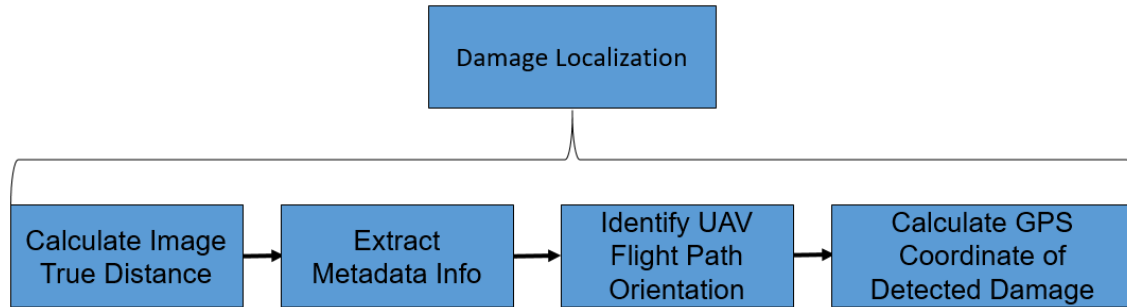 Damage Localization
Calculate Image
True Distance
Extract
Metadata Info
Identify UAV
Flight Path
Orientation
Calculate GPS
Coordinate of
Detected Damage